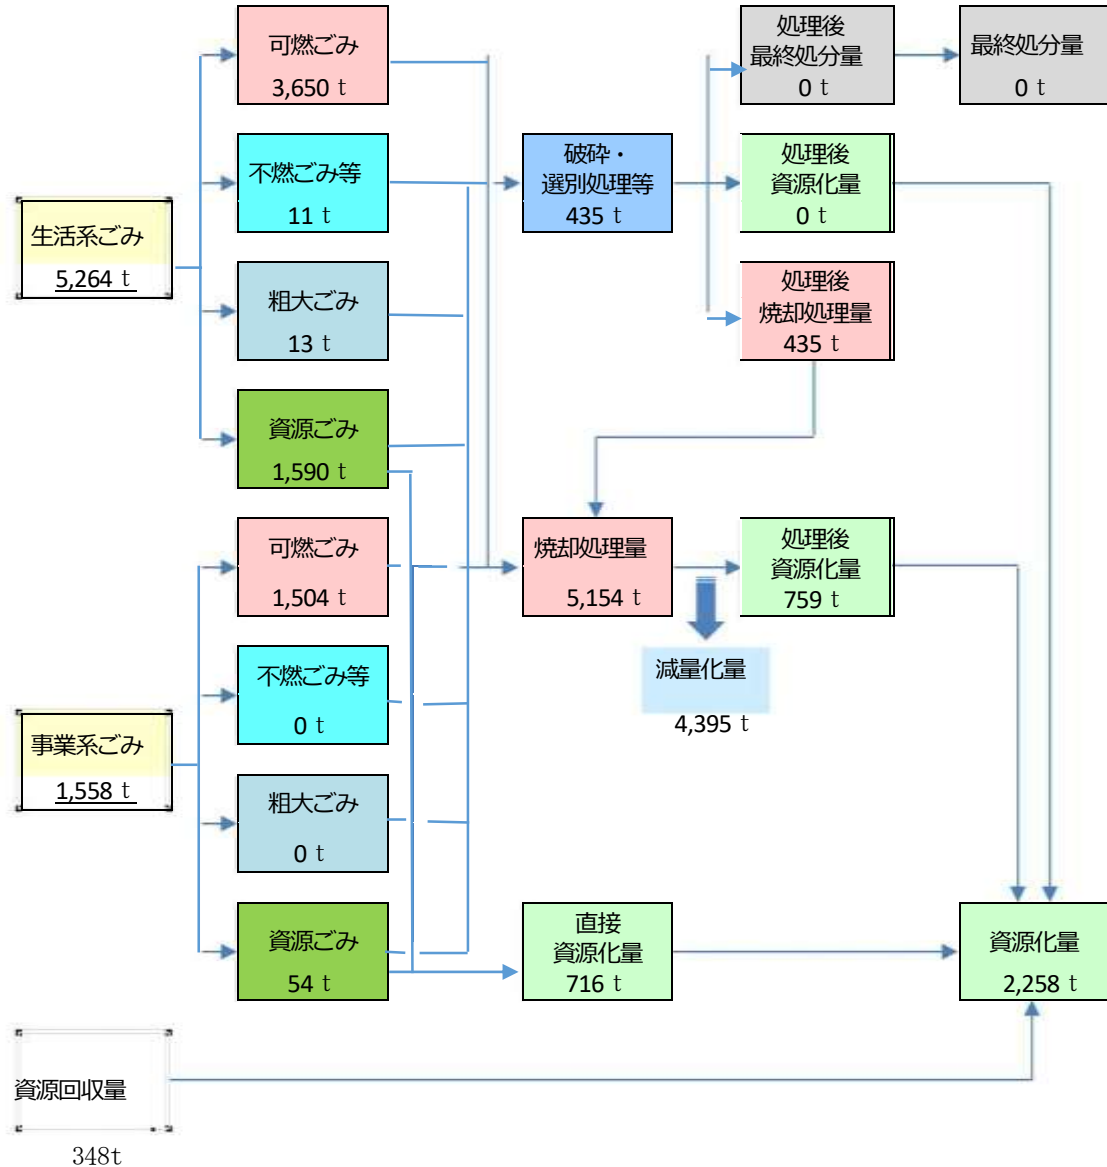 生活系ごみ
5,264 t
可燃ごみ
3,650 t
不燃ごみ等
11 t
粗大ごみ
13 t
資源ごみ
1,590 t
事業系ごみ
1,558 t
可燃ごみ
1,504 t
不燃ごみ等
0 t
粗大ごみ
0 t
資源ごみ
54 t
資源回収量
348t
破砕・
選別処理等
435 t
焼却処理量
5,154 t
減量化量
4,395 t
直接
資源化量
716 t
処理後
最終処分量
0 t
処理後
資源化量
0 t
処理後
焼却処理量
435 t
処理後
資源化量
759 t
最終処分量
0 t
資源化量
2,258 t